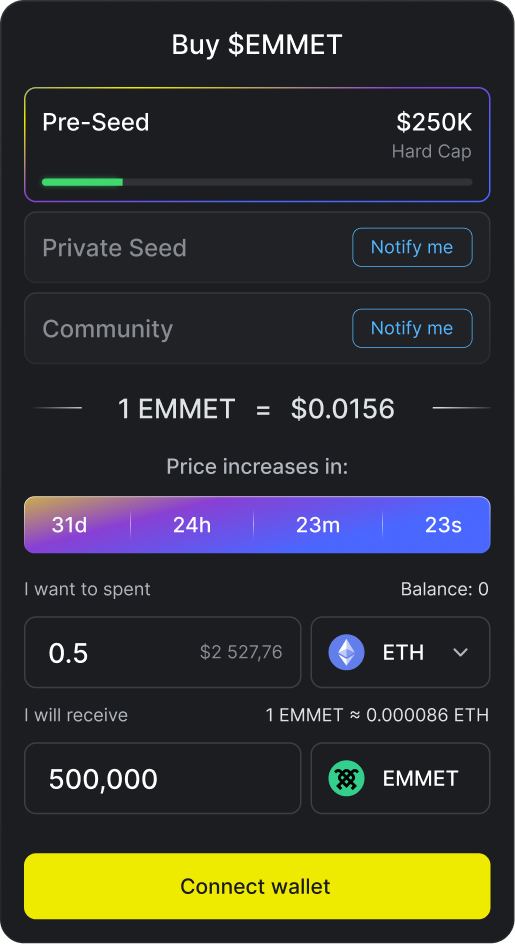 Buy $EMMET
Pre-Seed $250K
Hard Cap
Private Seed Notify me
Community Notify me
1 EMMET = $0.0156
Price increases in:
31d 24h 23m 23s
I want to spent Balance: 0
0.5 $2 527,76 ETH
I will receive 1 EMMET ≈ 0.000086 ETH
500,000 EMMET
Connect wallet